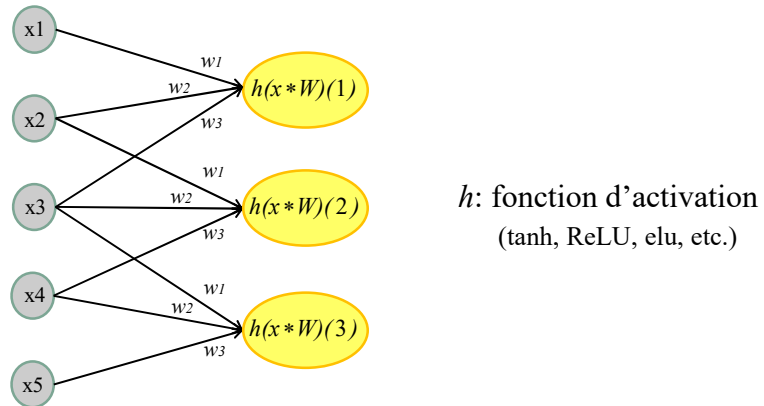 x1
w1
h(x*W)(1)
w2
x2
w3
w1
h: fonction d'activation
x3
w2
h(x*W)(2)
(tanh, ReLU, elu, etc.)
w3
x4
w1
w2
h(x*W)(3)
w3
x5